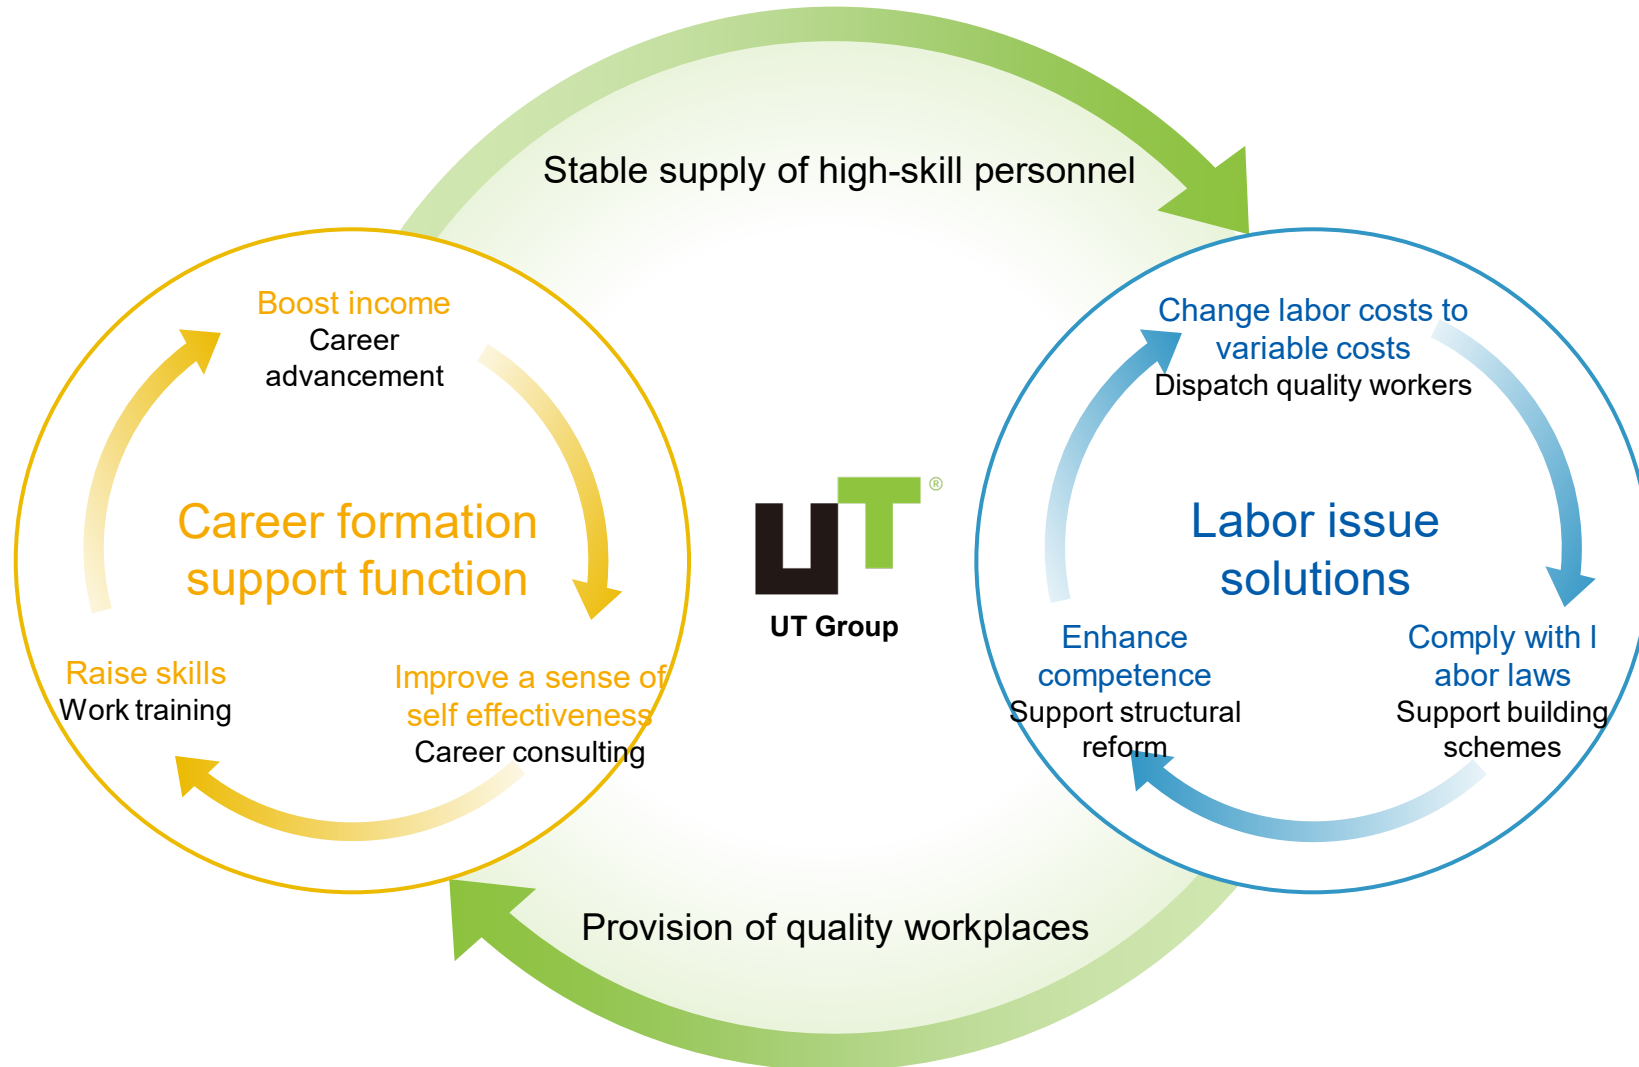 Stable supply of high-skill personnel
Boost income
Career
advancement
Career formation
support function
Raise skills
Work training
Improve a sense of
self effectiveness
Career consulting
UT®
UT Group
Change labor costs to
variable costs
Dispatch quality workers
Labor issue
solutions
Enhance
competence
Support structural
reform
Comply with l
abor laws
Support building
schemes
Provision of quality workplaces